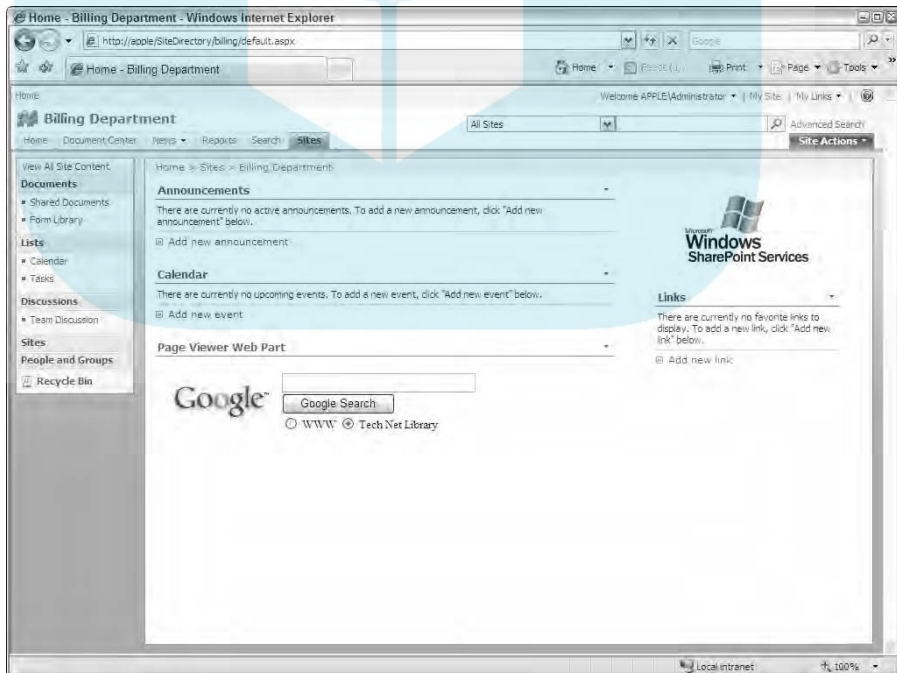 Home - Billing Department - Windows Internet Explorer
http://apple/SiteDirectory/billing/default.aspx
Google
Home - Billing Department
Home
Print
Page
Tools
Home
Welcome APPLE\Administrator
My Site
My Links
Billing Department
All Sites
Advanced Search
Home Document Center News Reports Search Sites
Site Actions
View All Site Content
Documents
Shared Documents
Form Library
Lists
Calendar
Tasks
Discussions
Team Discussion
Sites
People and Groups
Recycle Bin
Home > Sites > Billing Department
Announcements
There are currently no active announcements. To add a new announcement, click "Add new
announcement" below.
Add new announcement
Calendar
There are currently no upcoming events. To add a new event, click "Add new event" below.
Add new event
Page Viewer Web Part
Google™
Google Search
WWW Tech Net Library
Microsoft
Windows
SharePoint Services
Links
There are currently no favorite links to
display. To add a new link, click "Add new
link" below.
Add new link
Local intranet
100%